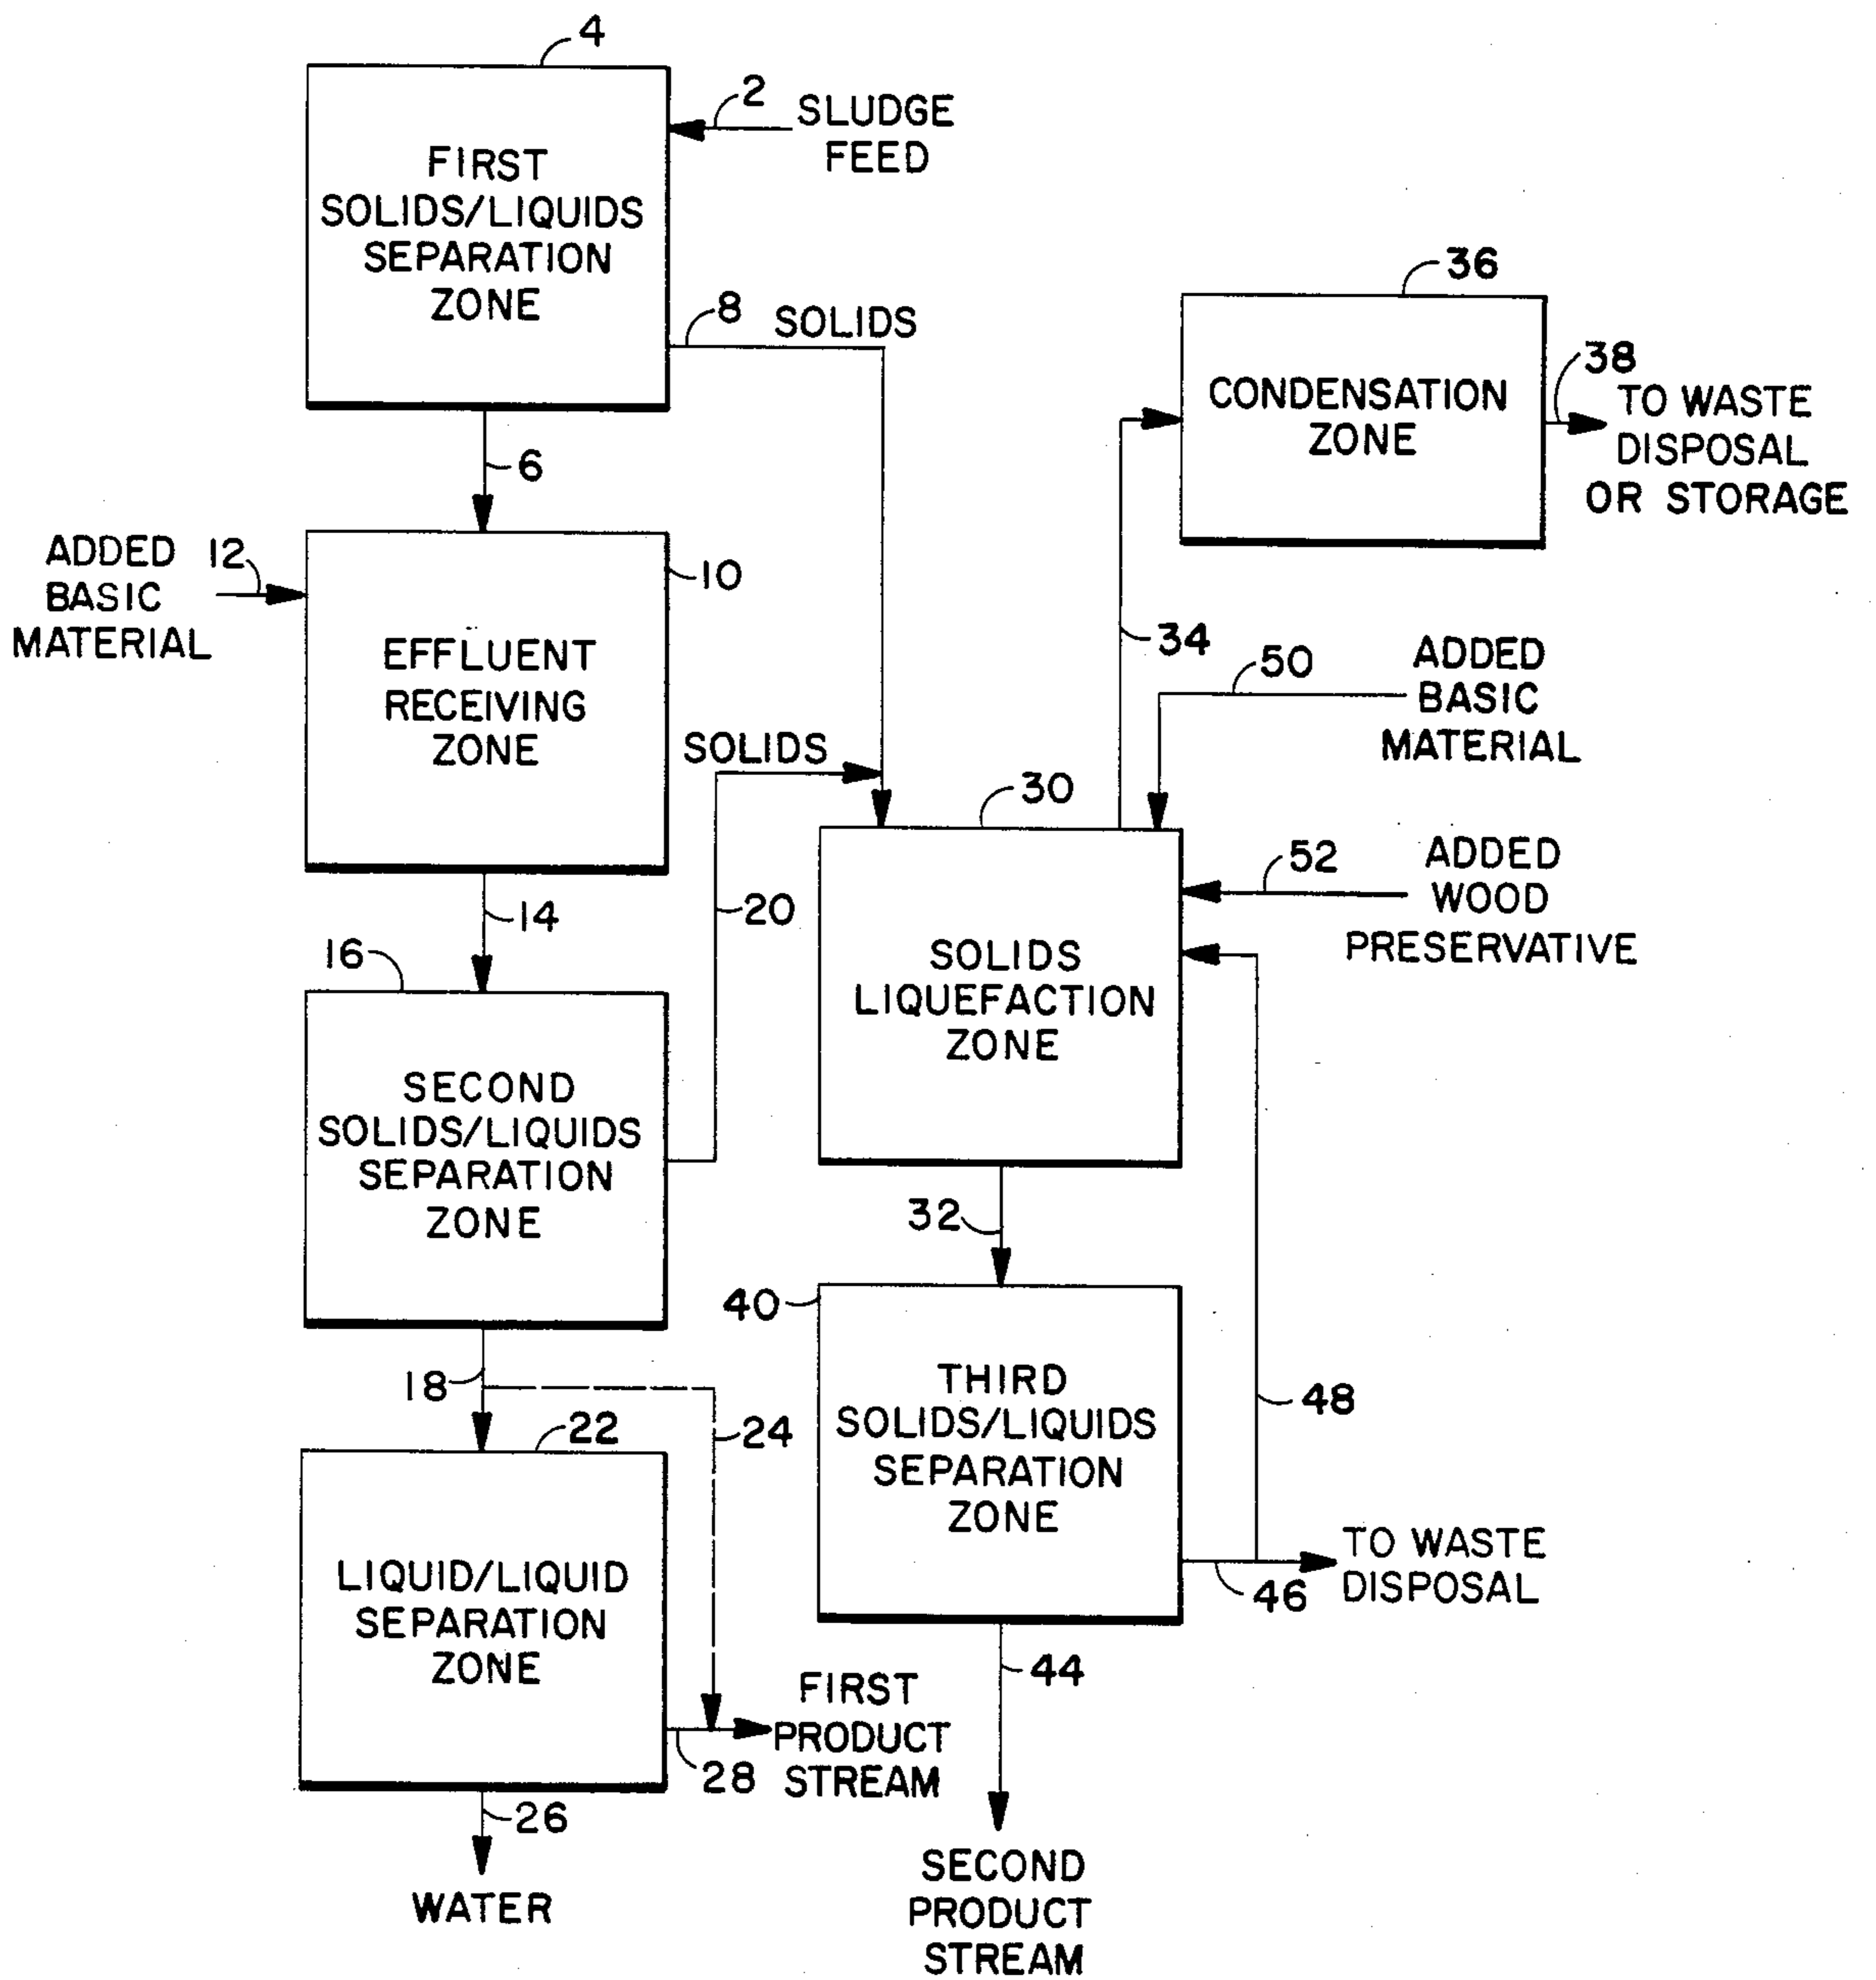 4
2
SLUDGE
FEED
FIRST
SOLIDS/LIQUIDS
SEPARATION
ZONE
8
SOLIDS
6
36
CONDENSATION
ZONE
38
TO WASTE
DISPOSAL
OR STORAGE
ADDED
BASIC
MATERIAL
12
10
EFFLUENT
RECEIVING
ZONE
34
50
ADDED
BASIC
MATERIAL
SOLIDS
30
52
ADDED
WOOD
PRESERVATIVE
14
20
16
SOLIDS
LIQUEFACTION
ZONE
SECOND
SOLIDS/LIQUIDS
SEPARATION
ZONE
32
40
18
THIRD
SOLIDS/LIQUIDS
SEPARATION
ZONE
48
22
24
LIQUID/LIQUID
SEPARATION
ZONE
46
TO WASTE
DISPOSAL
44
28
FIRST
PRODUCT
STREAM
26
WATER
SECOND
PRODUCT
STREAM